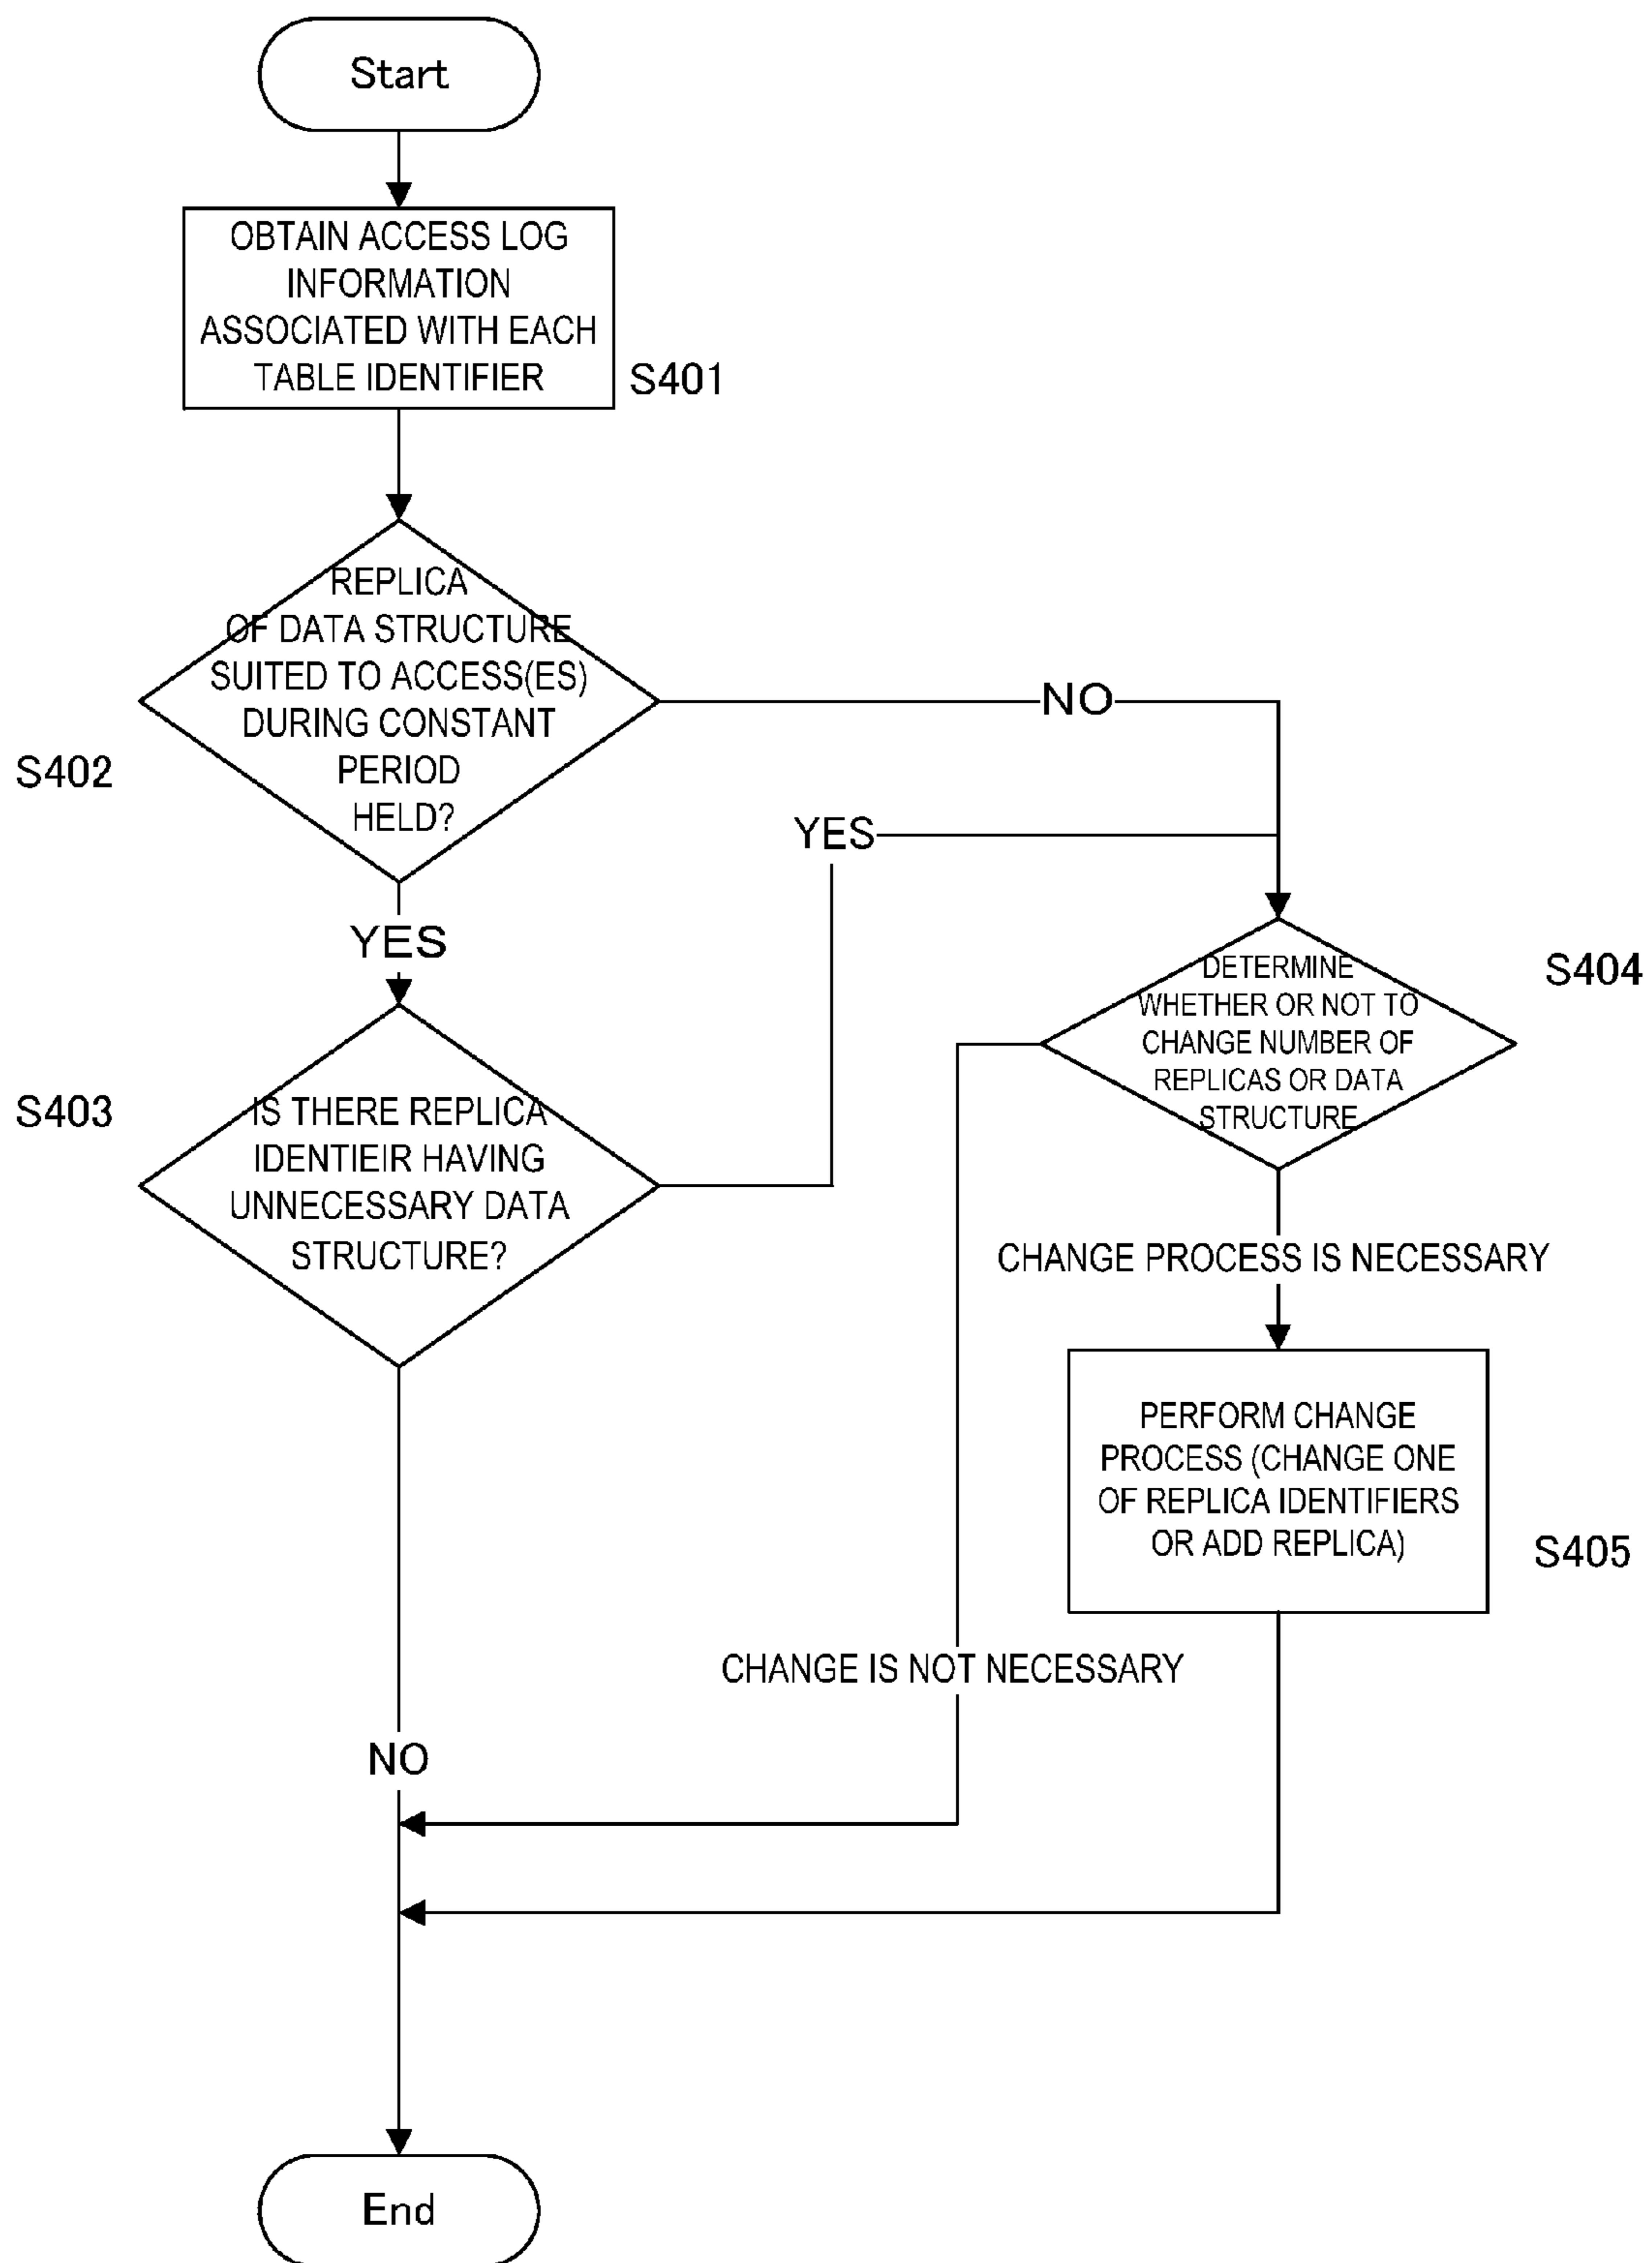 Start
OBTAIN ACCESS LOG
INFORMATION
ASSOCIATED WITH EACH
TABLE IDENTIFIER
S401
REPLICA
OF DATA STRUCTURE
SUITED TO ACCESS(ES)
DURING CONSTANT
PERIOD
HELD?
S402
NO
YES
YES
IS THERE REPLICA
IDENTIEIR HAVING
UNNECESSARY DATA
STRUCTURE?
S403
DETERMINE
WHETHER OR NOT TO
CHANGE NUMBER OF
REPLICAS OR DATA
STRUCTURE
S404
CHANGE PROCESS IS NECESSARY
PERFORM CHANGE
PROCESS (CHANGE ONE
OF REPLICA IDENTIFIERS
OR ADD REPLICA)
S405
CHANGE IS NOT NECESSARY
NO
End